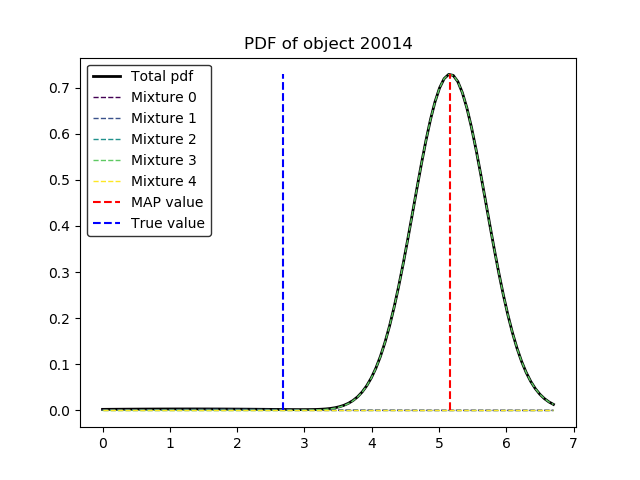 PDF of object 20014
Total pdf
Mixture 0
Mixture 1
Mixture 2
Mixture 3
Mixture 4
MAP value
True value
0.7
0.6
0.5
0.4
0.3
0.2
0.1
0.0
0 1 2 3 4 5 6 7